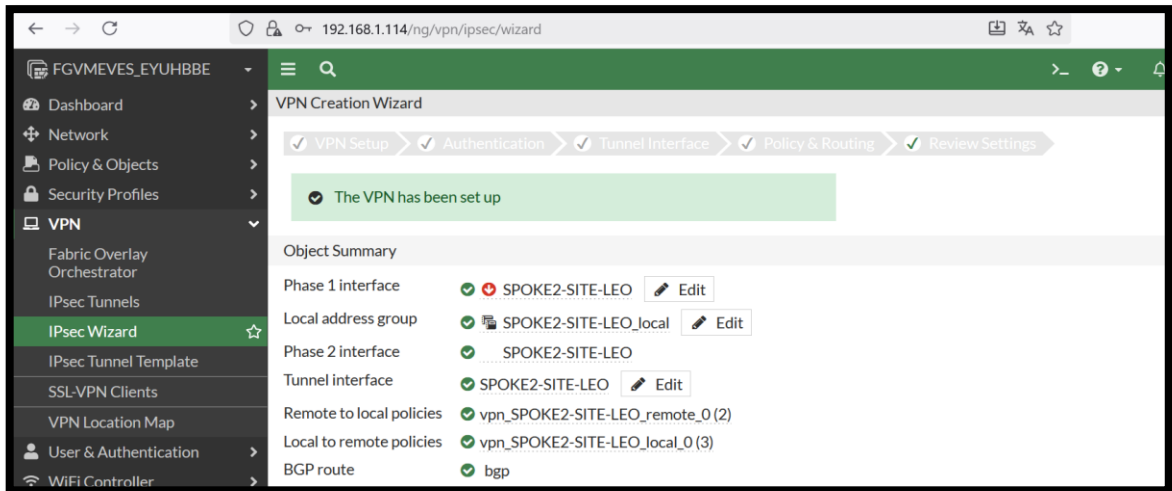 192.168.1.114/ng/vpn/ipsec/wizard
FGVMEVES_EYUHBBE
>_
Dashboard
VPN Creation Wizard
Network
VPN Setup
Authentication
Tunnel Interface
Policy & Routing
Review Settings
Policy & Objects
Security Profiles
The VPN has been set up
VPN
Fabric Overlay
Orchestrator
Object Summary
IPsec Tunnels
Phase 1 interface SPOKE2-SITE-LEO Edit
IPsec Wizard
Local address group SPOKE2-SITE-LEO_local Edit
IPsec Tunnel Template
Phase 2 interface SPOKE2-SITE-LEO
SSL-VPN Clients
Tunnel interface SPOKE2-SITE-LEO Edit
VPN Location Map
Remote to local policies vpn_SPOKE2-SITE-LEO_remote_0 (2)
User & Authentication
Local to remote policies vpn_SPOKE2-SITE-LEO_local_0 (3)
WiFi Controller
BGP route bgp